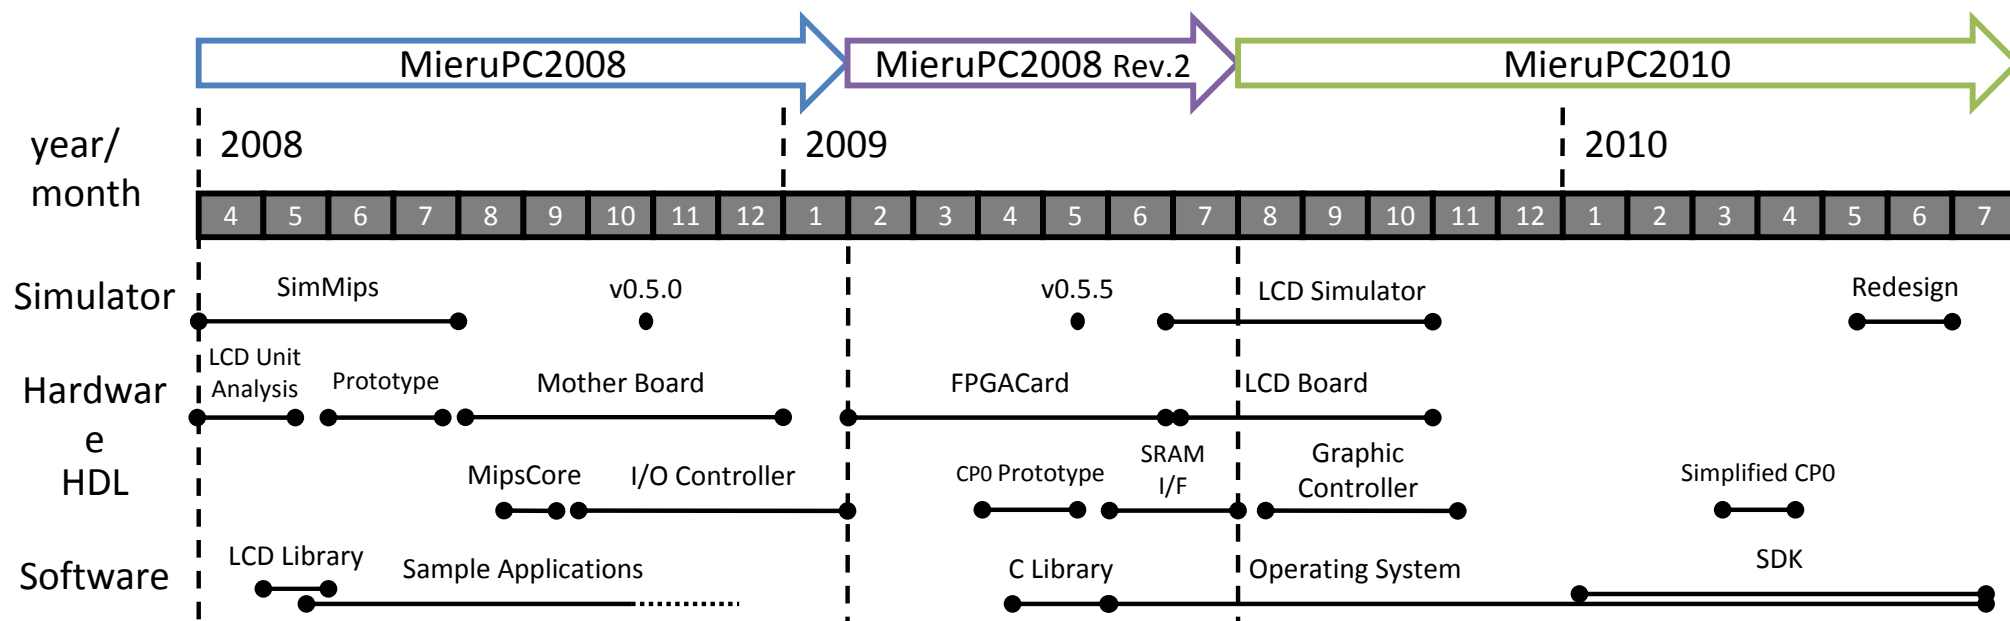 MieruPC2008
MieruPC2008 Rev.2
MieruPC2010
year/
month
2008
2009
2010
4 5 6 7 8 9 10 11 12 1 2 3 4 5 6 7 8 9 10 11 12 1 2 3 4 5 6 7
Simulator
SimMips
v0.5.0
v0.5.5
LCD Simulator
Redesign
Hardwar
e
LCD Unit
Analysis
Prototype
Mother Board
FPGACard
LCD Board
HDL
MipsCore
I/O Controller
CP0 Prototype
SRAM
I/F
Graphic
Controller
Simplified CP0
Software
LCD Library
Sample Applications
C Library
Operating System
SDK